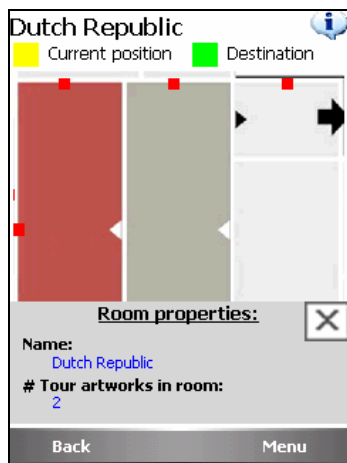 Dutch Republic
Current position
Destination
Room properties:
Name:
Dutch Republic
# Tour artworks in room:
2
Back
Menu